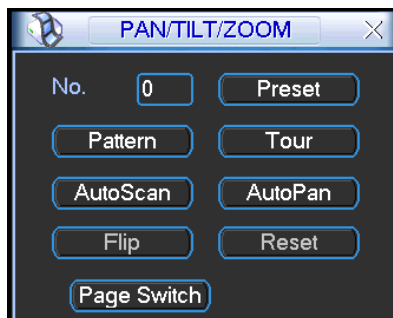 PAN/TILT/ZOOM
No. 0 Preset
Pattern Tour
AutoScan AutoPan
Flip Reset
Page Switch